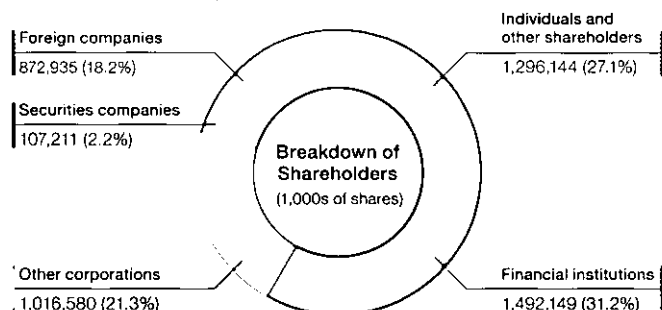 Foreign companies
872,935 (18.2%)
Securities companies
107,211 (2.2%)
Other corporations
1,016,580 (21.3%)
Breakdown of
Shareholders
(1,000s of shares)
Individuals and
other shareholders
1,296,144 (27.1%)
Financial institutions
1,492,149 (31.2%)